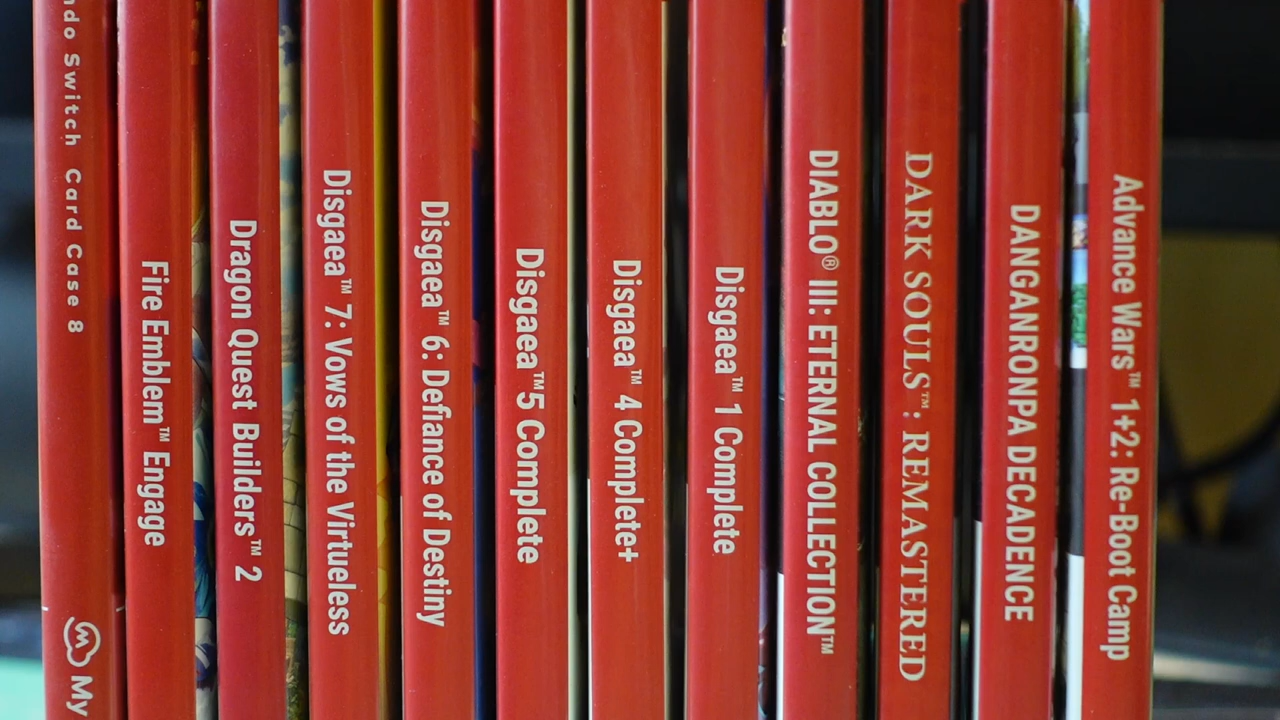 ndo Switch Card Case 8
My
Fire Emblem™ Engage
Dragon Quest Builders™ 2
Disgaea™ 7: Vows of the Virtueless
Disgaea™ 6: Defiance of Destiny
Disgaea™5 Complete
Disgaea™ 4 Complete+
Disgaea™ 1 Complete
DIABLO® III: ETERNAL COLLECTION™
DARK SOULS™: REMASTERED
DANGANRONPA DECADENCE
Advance Wars™ 1+2: Re-Boot Camp